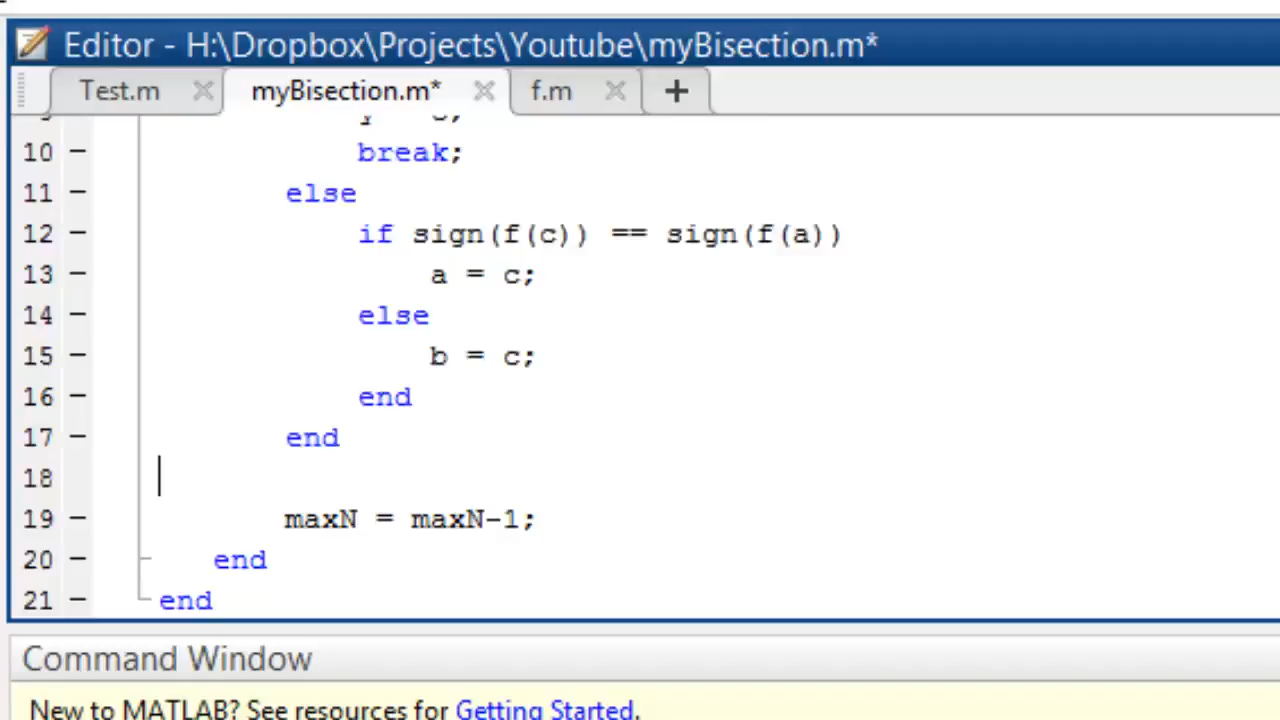 Editor - H:\Dropbox\Projects\Youtube\myBisection.m*
Test.m myBisection.m* f.m +
10 break;
11 else
12 if sign(f(c)) == sign(f(a))
13 a = c;
14 else
15 b = c;
16 end
17 end
18
19 maxN = maxN-1;
20 end
21 end
Command Window
New to MATLAB? See resources for Getting Started.